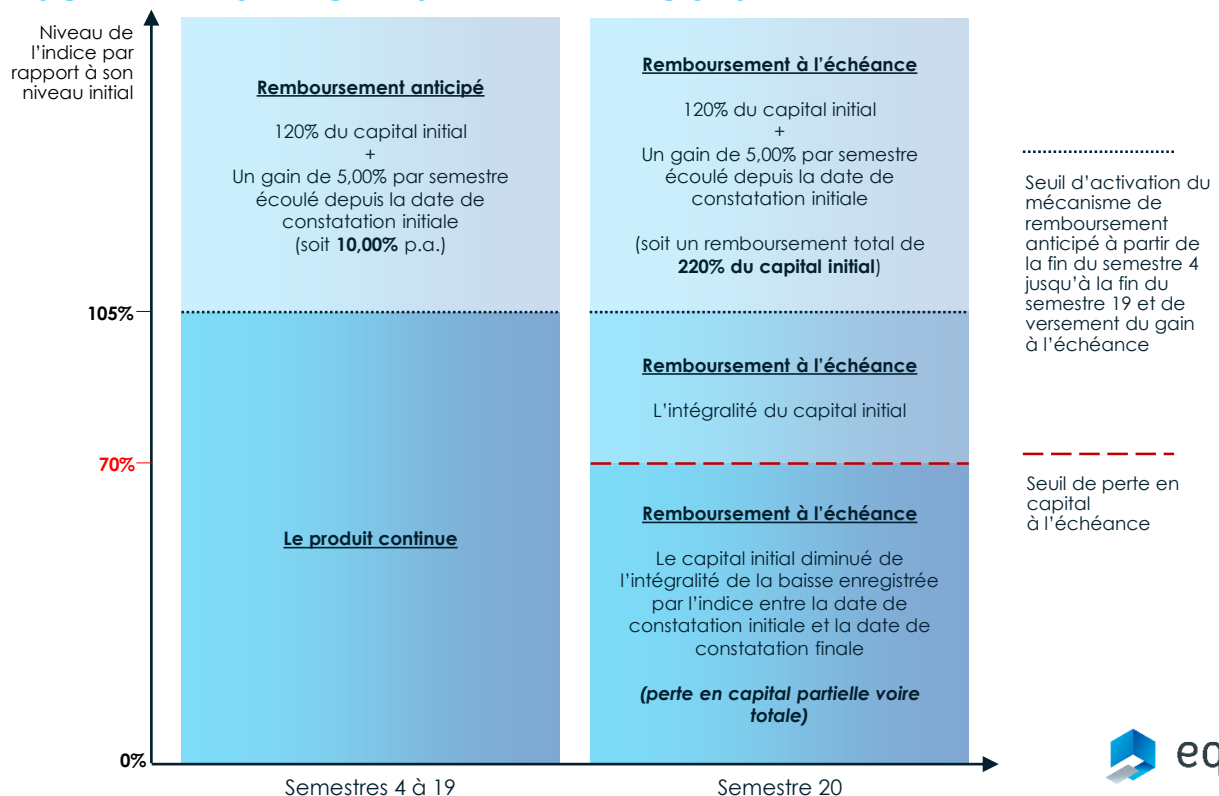 Niveau de
l'indice par
rapport à son
niveau initial
Remboursement anticipé
120% du capital initial
+
Un gain de 5,00% par semestre
écoulé depuis la date de
constatation initiale
(soit 10,00% p.a.)
Remboursement à l'échéance
120% du capital initial
+
Un gain de 5,00% par semestre
écoulé depuis la date de
constatation initiale
(soit un remboursement total de
220% du capital initial)
105%
Remboursement à l'échéance
L'intégralité du capital initial
70%
Le produit continue
Remboursement à l'échéance
Le capital initial diminué de
l'intégralité de la baisse enregistrée
par l'indice entre la date de
constatation initiale et la date de
constatation finale
(perte en capital partielle voire
totale)
0%
Semestres 4 à 19
Semestre 20
Seuil d'activation du
mécanisme de
remboursement
anticipé à partir de
la fin du semestre 4
jusqu'à la fin du
semestre 19 et de
versement du gain
à l'échéance
Seuil de perte en
capital
à l'échéance